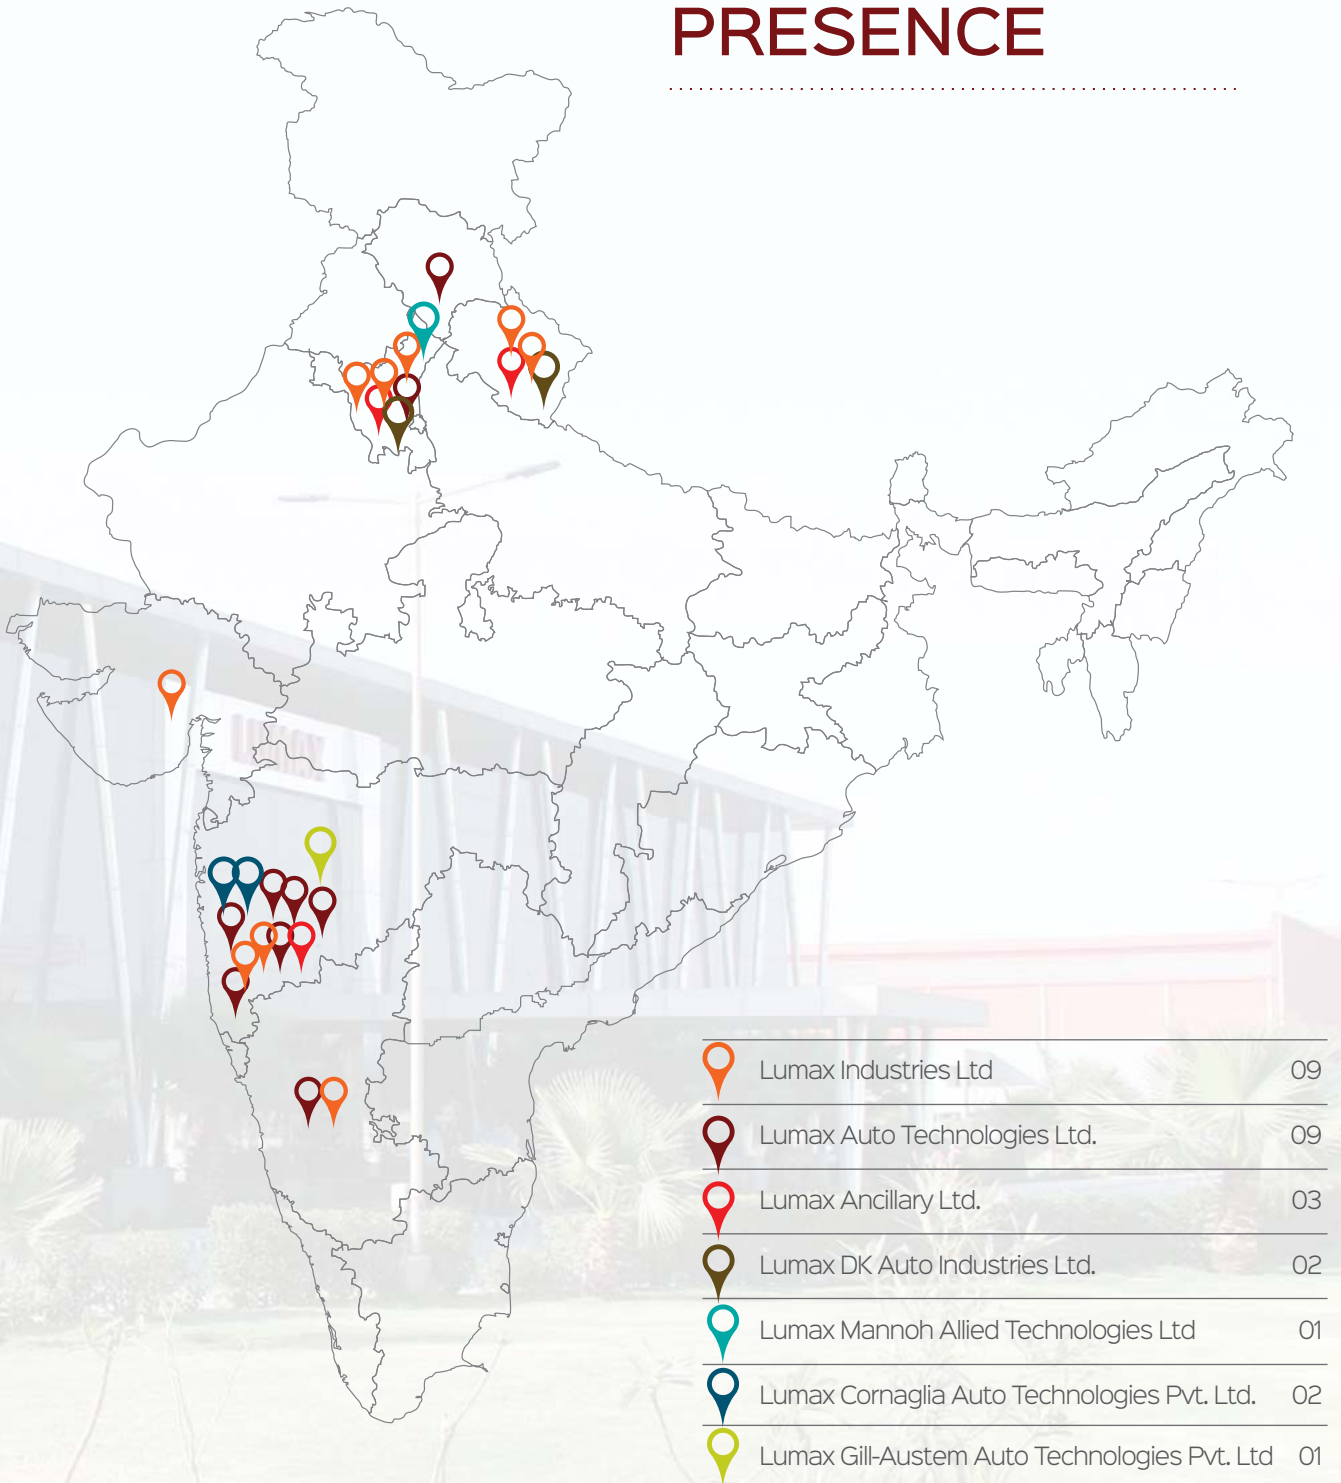 PRESENCE
LUMAX
Lumax Industries Ltd 09
Lumax Auto Technologies Ltd. 09
Lumax Ancillary Ltd. 03
Lumax DK Auto Industries Ltd. 02
Lumax Mannoh Allied Technologies Ltd 01
Lumax Cornaglia Auto Technologies Pvt. Ltd. 02
Lumax Gill-Austem Auto Technologies Pvt. Ltd 01